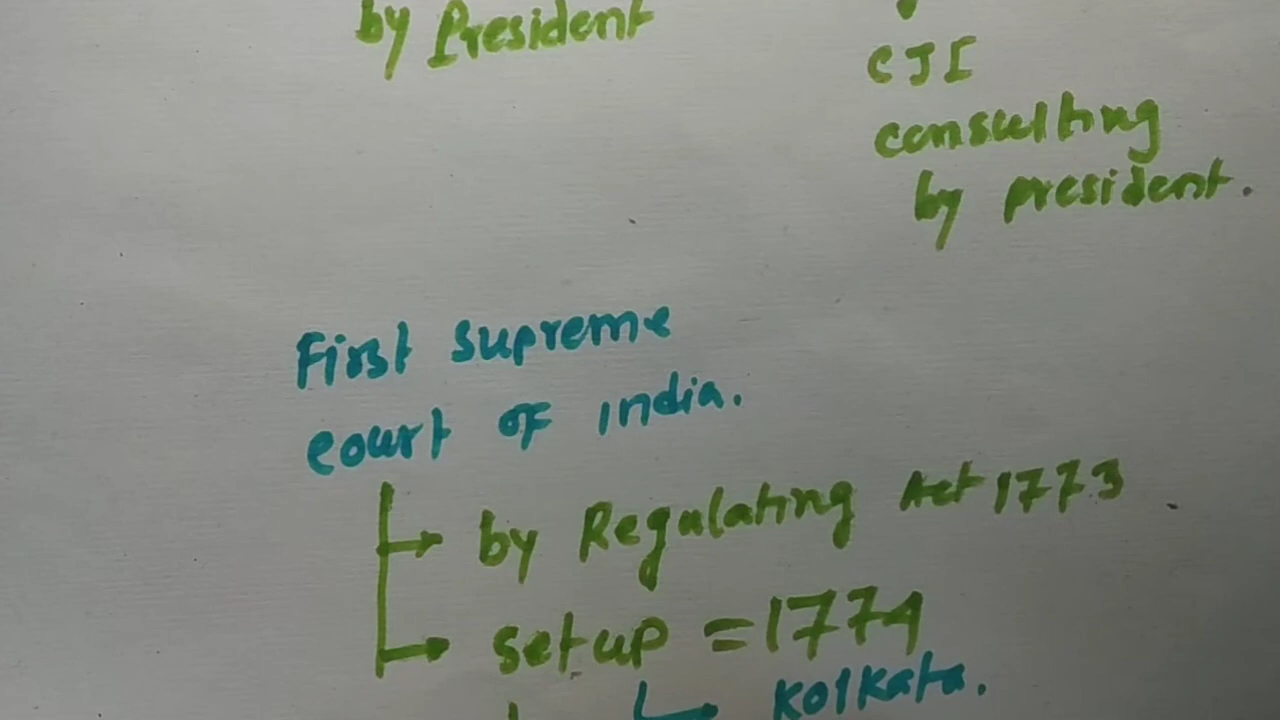 by President
CJI
consulting
by president.
First supreme
court of india.
by Regulating Act 1773
setup = 1774
Kolkata.